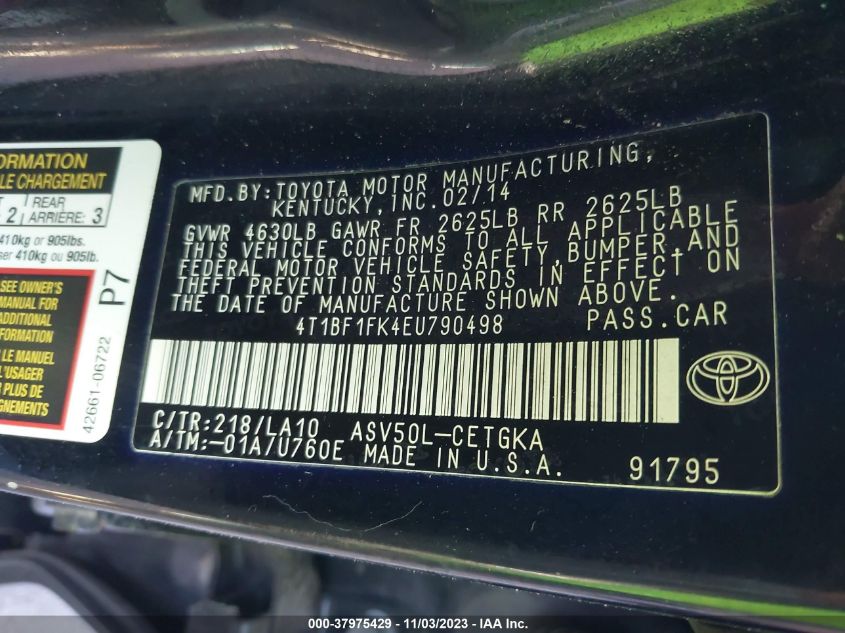 ORMATION
LE CHARGEMENT
REAR
2 ARRIÈRE: 3
410kg or 905lbs.
ser 410kg ou 905lb.
SEE OWNER'S
MANUAL FOR
ADDITIONAL
FORMATION
LE MANUEL
L'USAGER
R PLUS DE
GNEMENTS
P7
42661-06722
MFD.BY:TOYOTA MOTOR MANUFACTURING,
KENTUCKY, INC.02/14
GVWR 4630LB GAWR FR 2625LB RR 2625LB
THIS VEHICLE CONFORMS TO ALL APPLICABLE
FEDERAL MOTOR VEHICLE SAFETY,BUMPER,AND
THEFT PREVENTION STANDARDS IN EFFECT ON
THE DATE OF MANUFACTURE SHOWN ABOVE.
4T1BF1FK4EU790498 PASS.CAR
C/TR:218/LA10 ASV50L-CETGKA
A/TM:-01A/U760E MADE IN U.S.A. 91795
000-37975429 - 11/03/2023 - IAA Inc.